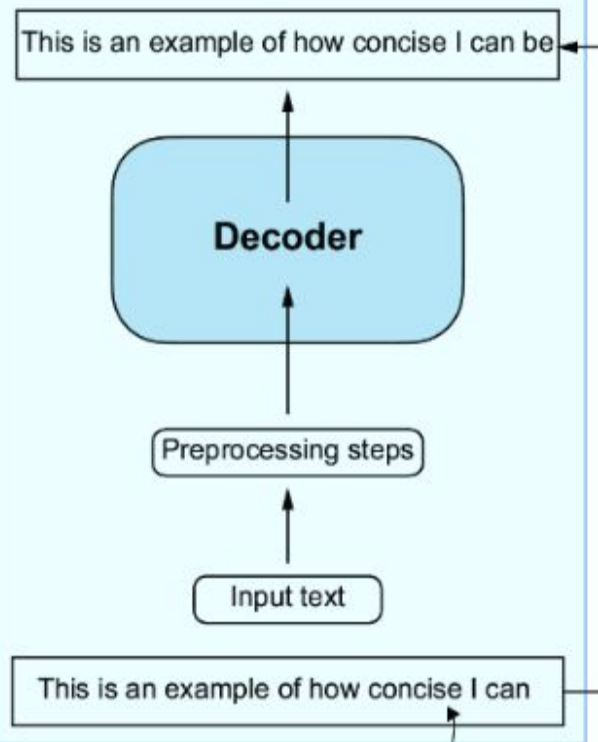 This is an example of how concise I can be
Decoder
Preprocessing steps
Input text
This is an example of how concise I can